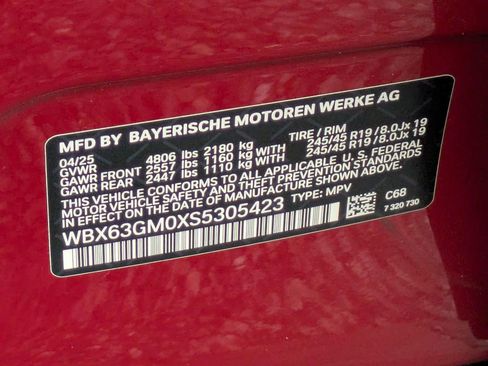 MFD BY BAYERISCHE MOTOREN WERKE AG
04/25 TIRE / RIM
GVWR 4806 lbs 2180 kg
GAWR FRONT 2557 lbs 1160 kg WITH 245/45 R19 / 8.0Jx 19
GAWR REAR 2447 lbs 1110 kg WITH 245/45 R19 / 8.0Jx 19
THIS VEHICLE CONFORMS TO ALL APPLICABLE U.S. FEDERAL
MOTOR VEHICLE SAFETY AND THEFT PREVENTION STANDARDS
IN EFFECT ON THE DATE OF MANUFACTURE SHOWN ABOVE.
WBX63GM0XS5305423 TYPE: MPV C68
7 320 730